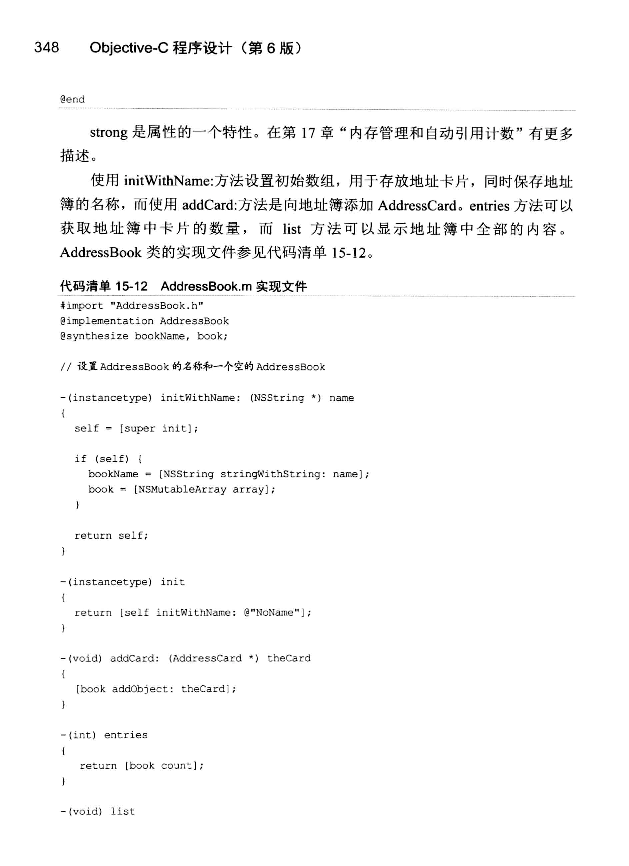 348 Objective-C 程序设计（第 6 版）
@end
strong 是属性的一个特性。在第 17 章“内存管理和自动引用计数”有更多
描述。
使用 initWithName:方法设置初始数组，用于存放地址卡片，同时保存地址
簿的名称，而使用 addCard:方法是向地址簿添加 AddressCard。entries 方法可以
获取地址簿中卡片的数量，而 list 方法可以显示地址簿中全部的内容。
AddressBook 类的实现文件参见代码清单 15-12。
代码清单 15-12 AddressBook.m 实现文件
#import "AddressBook.h"
@implementation AddressBook
@synthesize bookName, book;
// 设置 AddressBook 的名称和一个空的 AddressBook
-(instancetype) initWithName: (NSString *) name
{
self = [super init];
if (self) {
bookName = [NSString stringWithString: name];
book = [NSMutableArray array];
}
return self;
}
-(instancetype) init
{
return [self initWithName: @"NoName"];
}
-(void) addCard: (AddressCard *) theCard
{
[book addObject: theCard];
}
-(int) entries
{
return [book count];
}
-(void) list